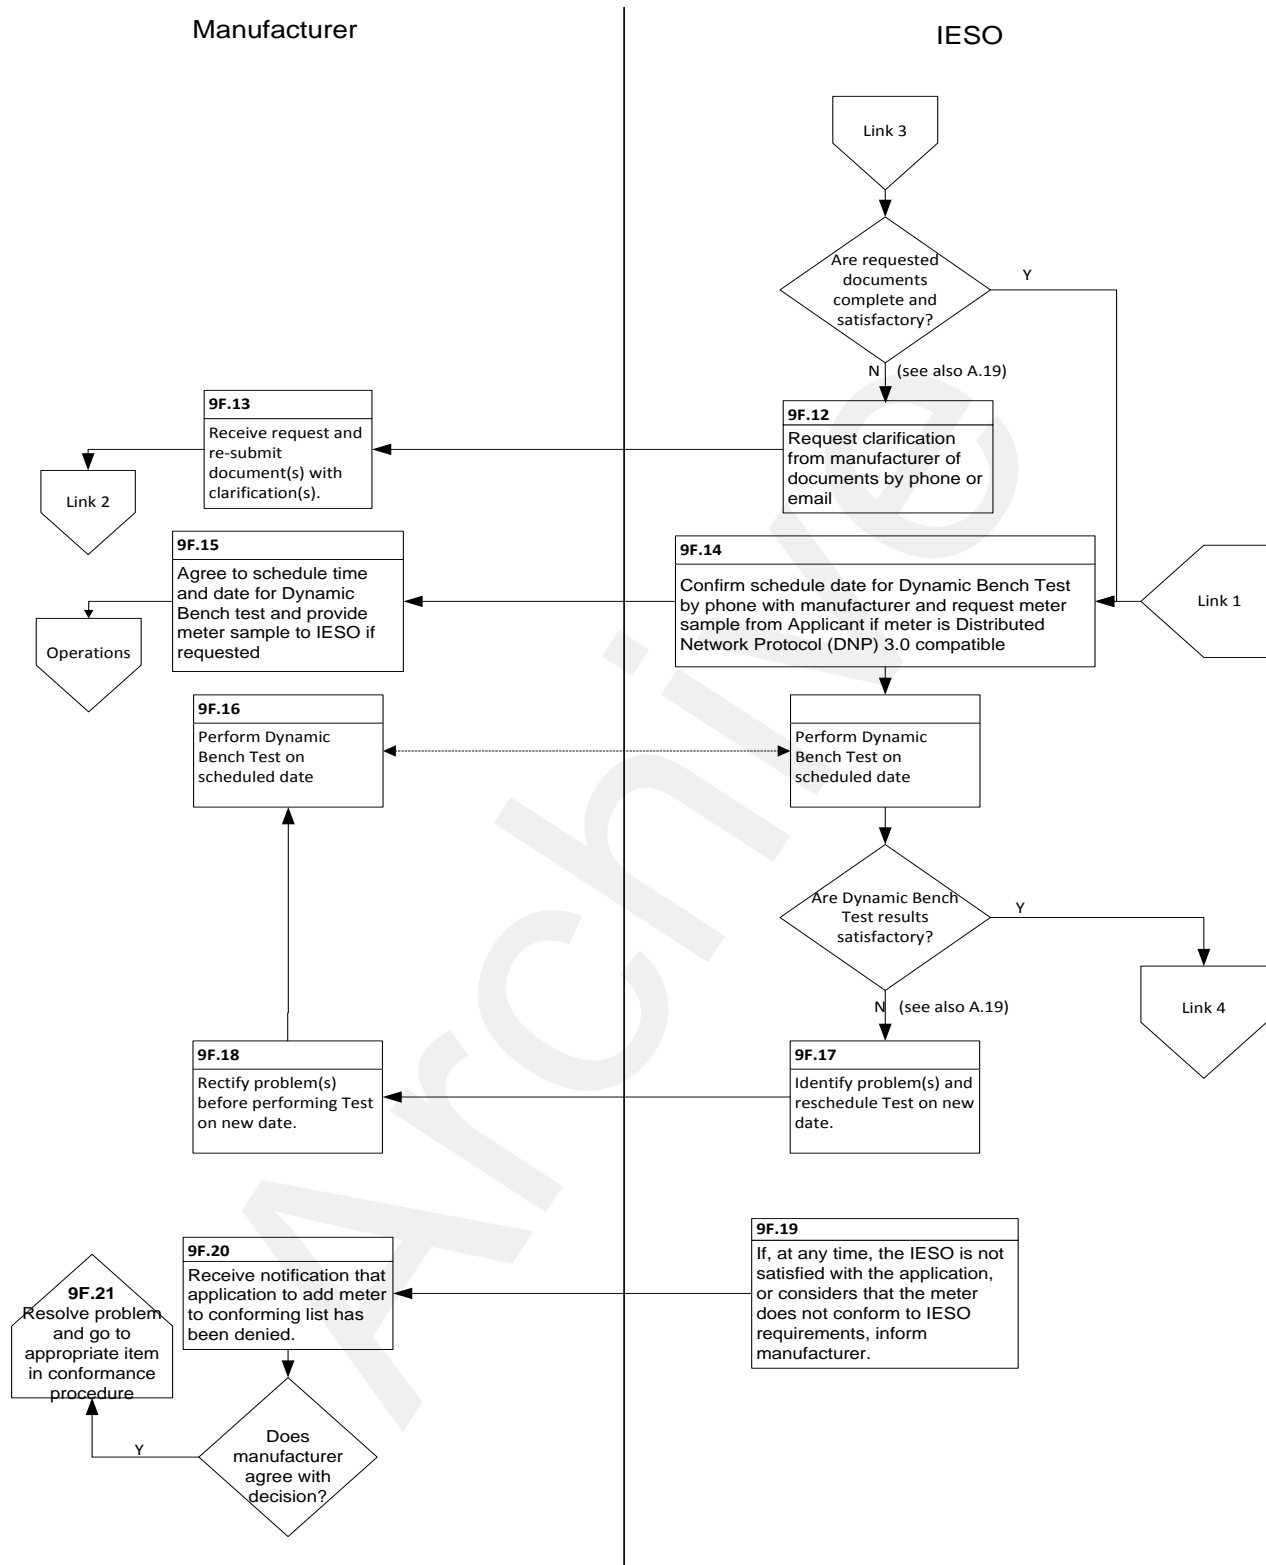 Manufacturer
IESO
Link 3
Are requested
documents
complete and
satisfactory?
Y
N (see also A.19)
9F.13
Receive request and
re-submit
document(s) with
clarification(s).
9F.12
Request clarification
from manufacturer of
documents by phone or
email
Link 2
9F.15
Agree to schedule time
and date for Dynamic
Bench test and provide
meter sample to IESO if
requested
9F.14
Confirm schedule date for Dynamic Bench Test
by phone with manufacturer and request meter
sample from Applicant if meter is Distributed
Network Protocol (DNP) 3.0 compatible
Link 1
Operations
9F.16
Perform Dynamic
Bench Test on
scheduled date
Perform Dynamic
Bench Test on
scheduled date
Are Dynamic Bench
Test results
satisfactory?
Y
Link 4
N (see also A.19)
9F.18
Rectify problem(s)
before performing Test
on new date.
9F.17
Identify problem(s) and
reschedule Test on new
date.
9F.19
If, at any time, the IESO is not
satisfied with the application,
or considers that the meter
does not conform to IESO
requirements, inform
manufacturer.
9F.20
Receive notification that
application to add meter
to conforming list has
been denied.
9F.21
Resolve problem
and go to
appropriate item
in conformance
procedure
Does
manufacturer
agree with
decision?
Y
Archive